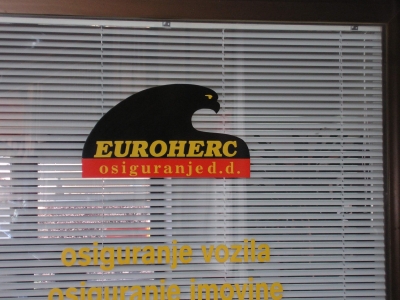 EUROHERC
osiguranje d.d.
osiguranje vozila
osiguranje imovine